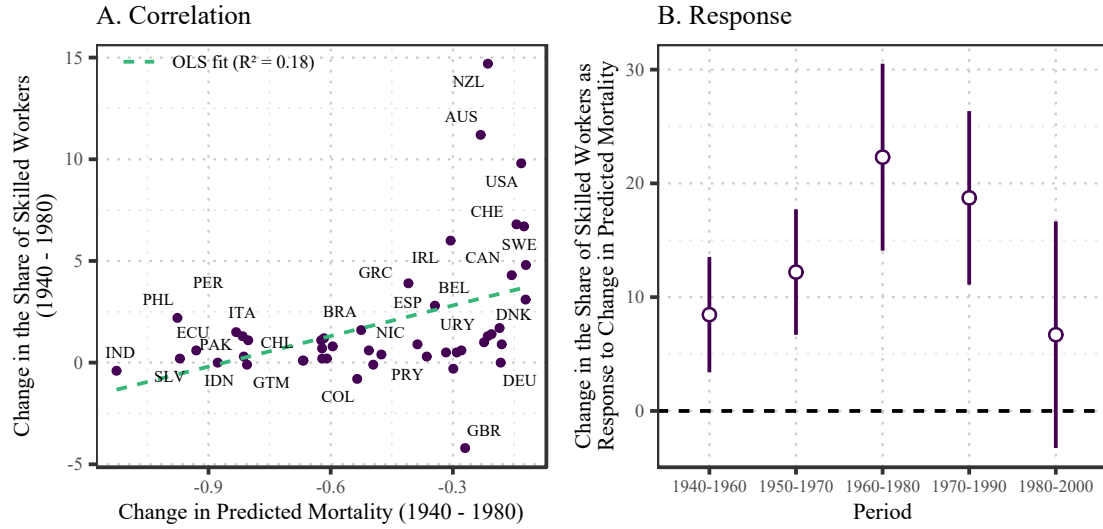 A. Correlation
B. Response
Change in the Share of Skilled Workers
(1940 - 1980)
15
10
5
0
-5
OLS fit (R² = 0.18)
NZL
AUS
USA
CHE
SWE
IRL
CAN
GRC
PER
PHL
ITA
BRA
ESP
BEL
DNK
ECU
PAK
CHL
NIC
URY
IND
SLV
IDN
GTM
COL
PRY
DEU
GBR
-0.9
-0.6
-0.3
Change in Predicted Mortality (1940 - 1980)
Change in the Share of Skilled Workers as
Response to Change in Predicted Mortality
30
20
10
0
1940-1960
1950-1970
1960-1980
1970-1990
1980-2000
Period